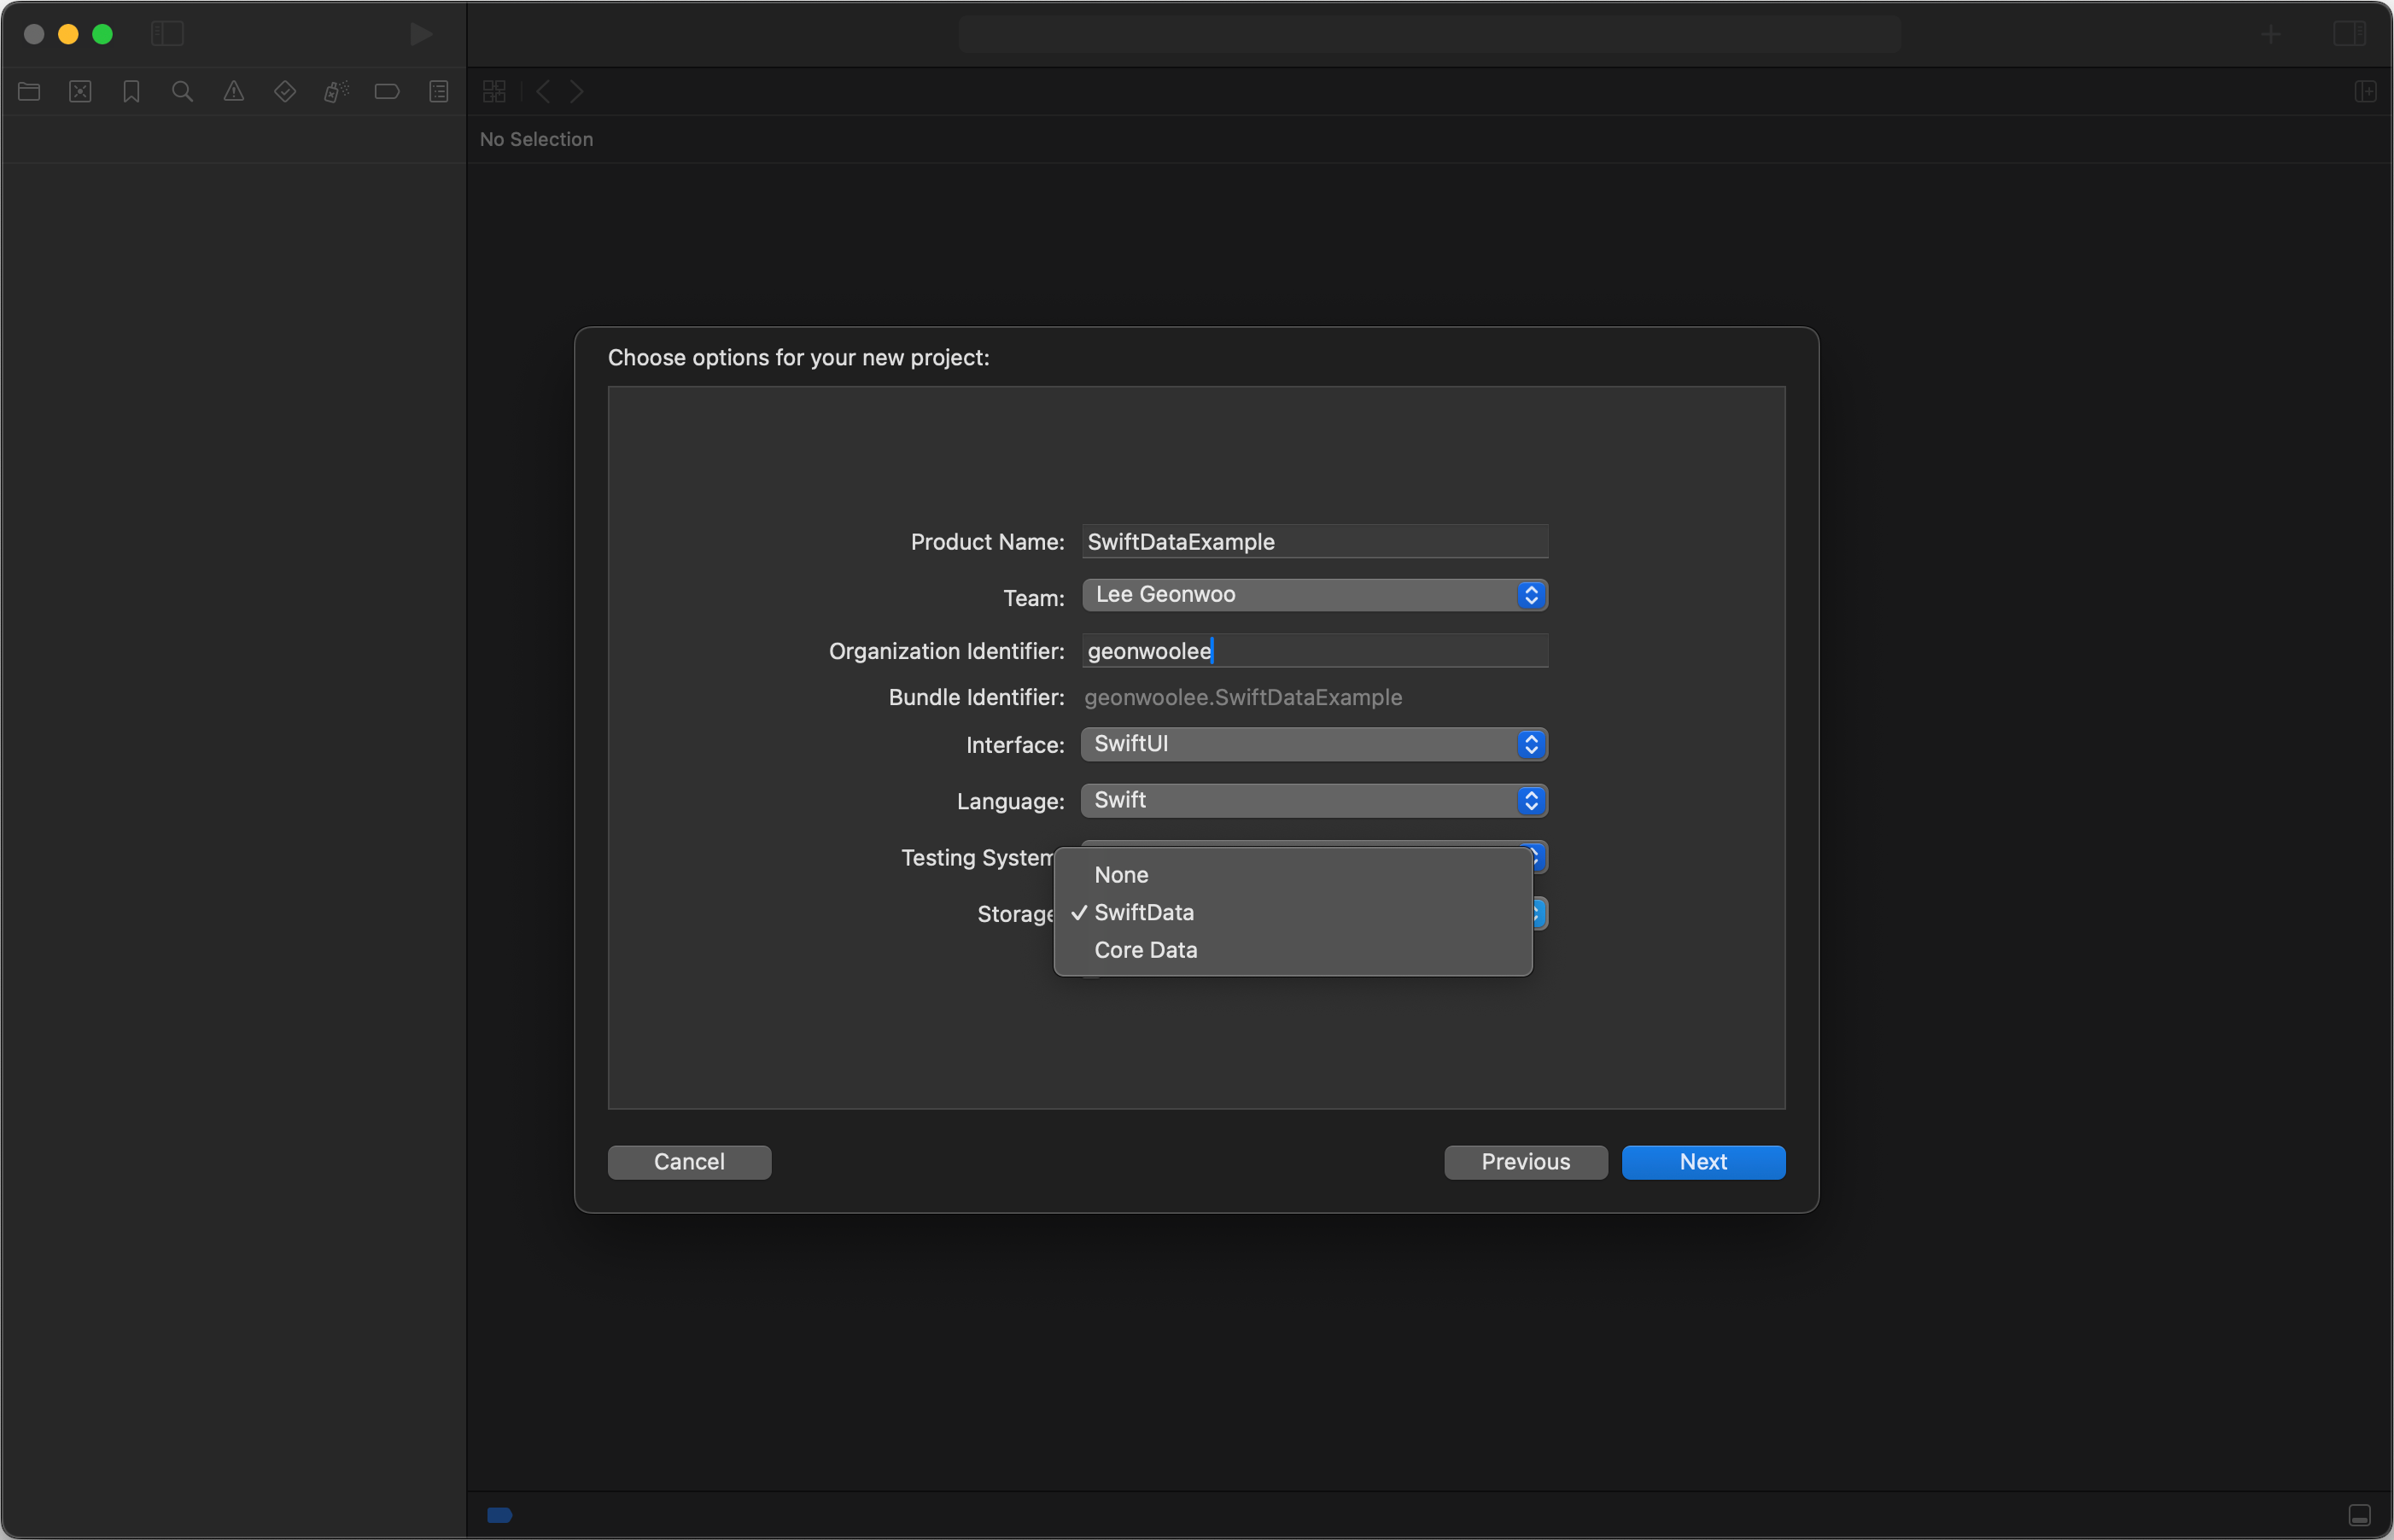 No Selection
Choose options for your new project:
Product Name: SwiftDataExample
Team: Lee Geonwoo
Organization Identifier: geonwoolee
Bundle Identifier: geonwoolee.SwiftDataExample
Interface: SwiftUI
Language: Swift
Testing System
None
Storage
SwiftData
Core Data
Cancel
Previous
Next